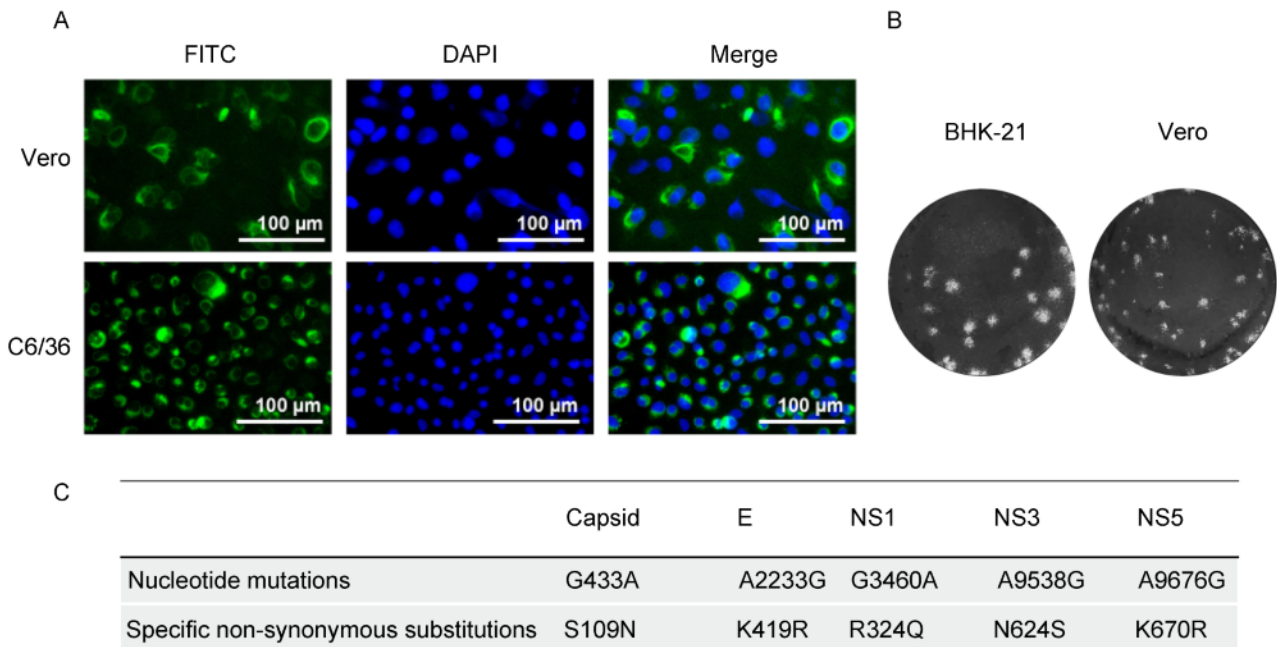 A
B
FITC DAPI Merge
BHK-21 Vero
Vero
100 µm 100 µm 100 µm
C6/36
100 µm 100 µm 100 µm
C
Capsid E NS1 NS3 NS5
Nucleotide mutations G433A A2233G G3460A A9538G A9676G
Specific non-synonymous substitutions S109N K419R R324Q N624S K670R